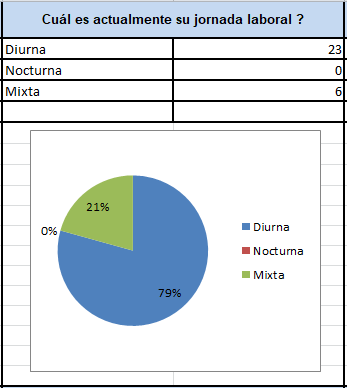 Cuál es actualmente su jornada laboral ?
Diurna 23
Nocturna 0
Mixta 6
21%
0%
79%
Diurna
Nocturna
Mixta